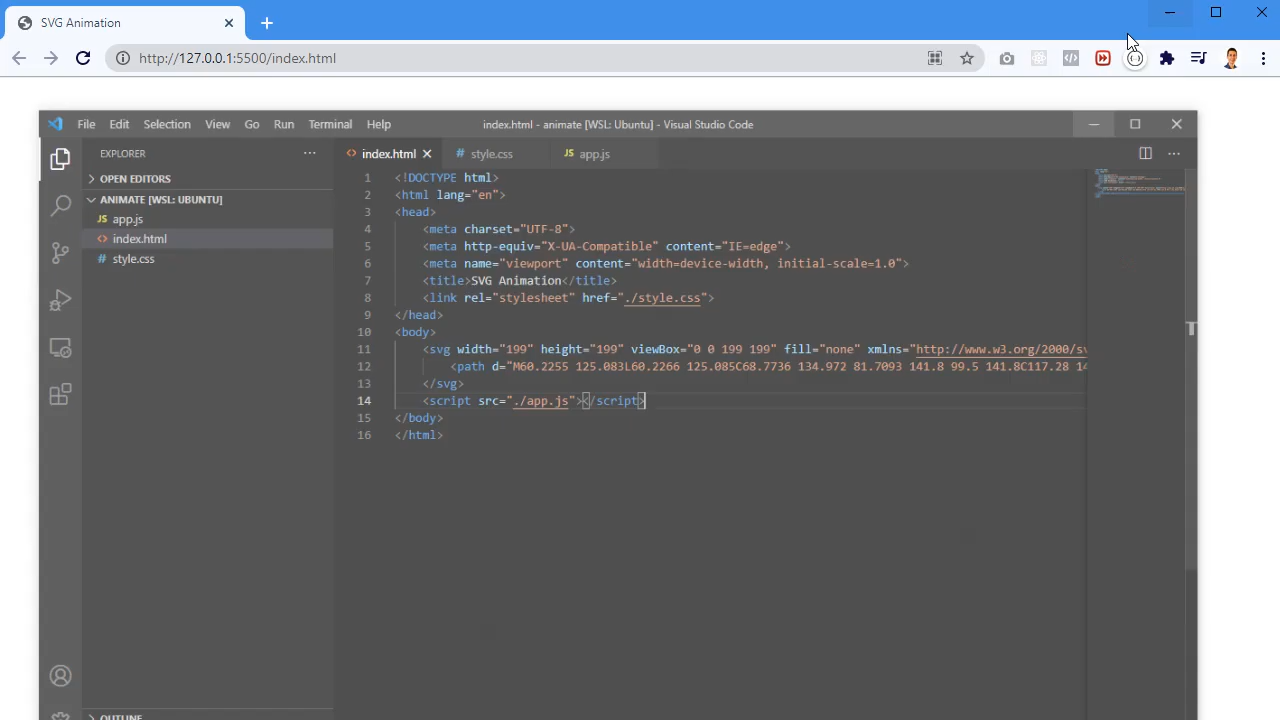 SVG Animation
http://127.0.0.1:5500/index.html
File Edit Selection View Go Run Terminal Help
index.html - animate [WSL: Ubuntu] - Visual Studio Code
EXPLORER
index.html
style.css
app.js
OPEN EDITORS
ANIMATE [WSL: UBUNTU]
app.js
index.html
style.css
OUTLINE
1 <!DOCTYPE html>
2 <html lang="en">
3 <head>
4 <meta charset="UTF-8">
5 <meta http-equiv="X-UA-Compatible" content="IE=edge">
6 <meta name="viewport" content="width=device-width, initial-scale=1.0">
7 <title>SVG Animation</title>
8 <link rel="stylesheet" href="./style.css">
9 </head>
10 <body>
11 <svg width="199" height="199" viewBox="0 0 199 199" fill="none" xmlns="http://www.w3.org/2000/sv
12 <path d="M60.2255 125.083L60.2266 125.085C68.7736 134.972 81.7093 141.8 99.5 141.8C117.28 14
13 </svg>
14 <script src="./app.js"></script>
15 </body>
16 </html>